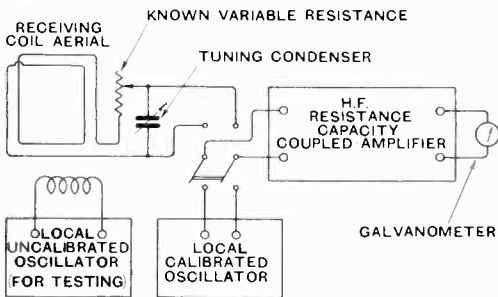 KNOWN VARIABLE RESISTANCE
RECEIVING
COIL AERIAL
TUNING CONDENSER
H.F.
RESISTANCE
CAPACITY
COUPLED AMPLIFIER
GALVANOMETER
LOCAL
UNCALIBRATED
OSCILLATOR
(FOR TESTING)
LOCAL
CALIBRATED
OSCILLATOR